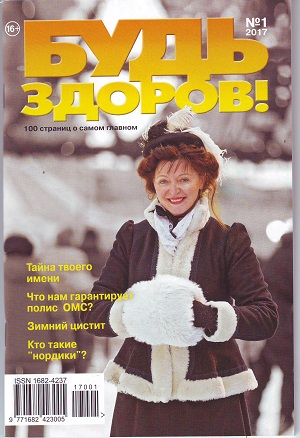 16+
БУДЬ
№1
2017
ЗДОРОВ!
100 страниц о самом главном
Тайна твоего
имени
Что нам гарантирует
полис ОМС?
Зимний цистит
Кто такие
"нордики"?
ISSN 1682-4237
17001
9 771682 423005